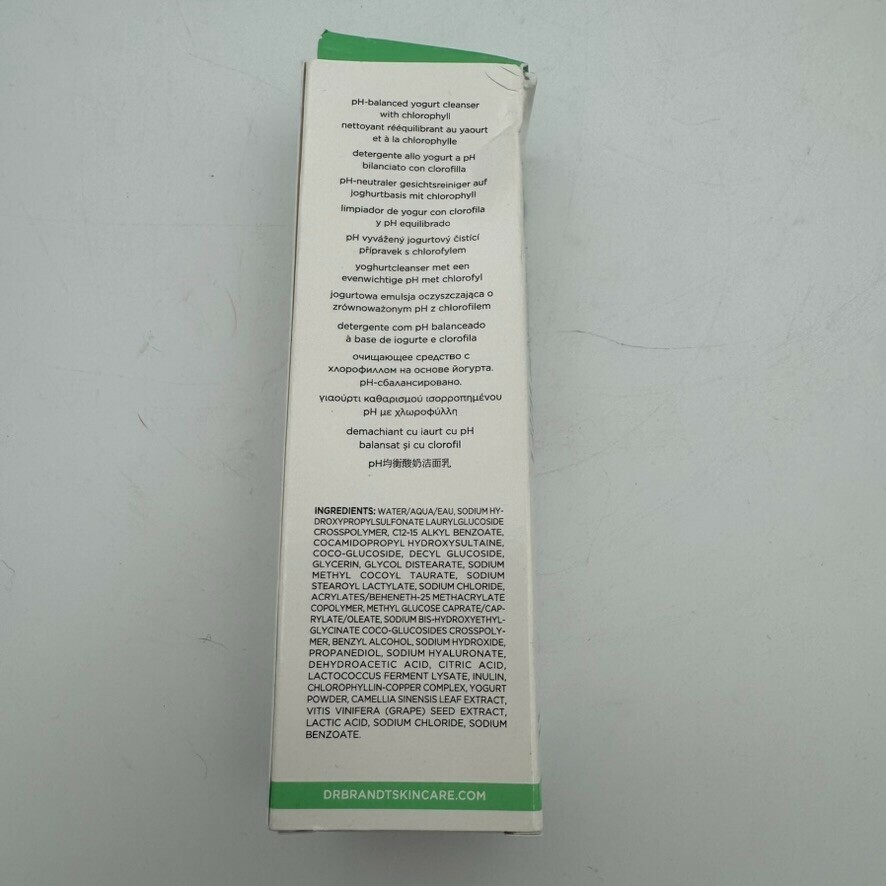 pH-balanced yogurt cleanser
with chlorophyll
nettoyant rééquilibrant au yaourt
et à la chlorophylle
detergente allo yogurt a pH
bilanciato con clorofilla
pH-neutraler gesichtsreiniger auf
joghurtbasis mit chlorophyll
limpiador de yogur con clorofila
y pH equilibrado
pH vyvážený jogurtový čistící
přípravek s chlorofylem
yoghurtcleanser met een
evenwichtige pH met chlorofyl
jogurtowa emulsja oczyszczająca o
zrównoważonym pH z chlorofilem
detergente com pH balanceado
à base de iogurte e clorofila
очищающее средство с
хлорофиллом на основе йогурта.
pH-сбалансировано.
γιαούρτι καθαρισμού ισορροπημένου
pH με χλωροφύλλη
demachiant cu iaurt cu pH
balansat și cu clorofil
pH均衡酸奶洁面乳
INGREDIENTS: WATER/AQUA/EAU, SODIUM HY-
DROXYPROPYLSULFONATE LAURYLGLUCOSIDE
CROSSPOLYMER, C12-15 ALKYL BENZOATE,
COCAMIDOPROPYL HYDROXYSULTAINE,
COCO-GLUCOSIDE, DECYL GLUCOSIDE,
GLYCERIN, GLYCOL DISTEARATE, SODIUM
METHYL COCOYL TAURATE, SODIUM
STEAROYL LACTYLATE, SODIUM CHLORIDE,
ACRYLATES/BEHENETH-25 METHACRYLATE
COPOLYMER, METHYL GLUCOSE CAPRATE/CAP-
RYLATE/OLEATE, SODIUM BIS-HYDROXYETHYL-
GLYCINATE COCO-GLUCOSIDES CROSSPOLY-
MER, BENZYL ALCOHOL, SODIUM HYDROXIDE,
PROPANEDIOL, SODIUM HYALURONATE,
DEHYDROACETIC ACID, CITRIC ACID,
LACTOCOCCUS FERMENT LYSATE, INULIN,
CHLOROPHYLLIN-COPPER COMPLEX, YOGURT
POWDER, CAMELLIA SINENSIS LEAF EXTRACT,
VITIS VINIFERA (GRAPE) SEED EXTRACT,
LACTIC ACID, SODIUM CHLORIDE, SODIUM
BENZOATE.
DRBRANDTSKINCARE.COM